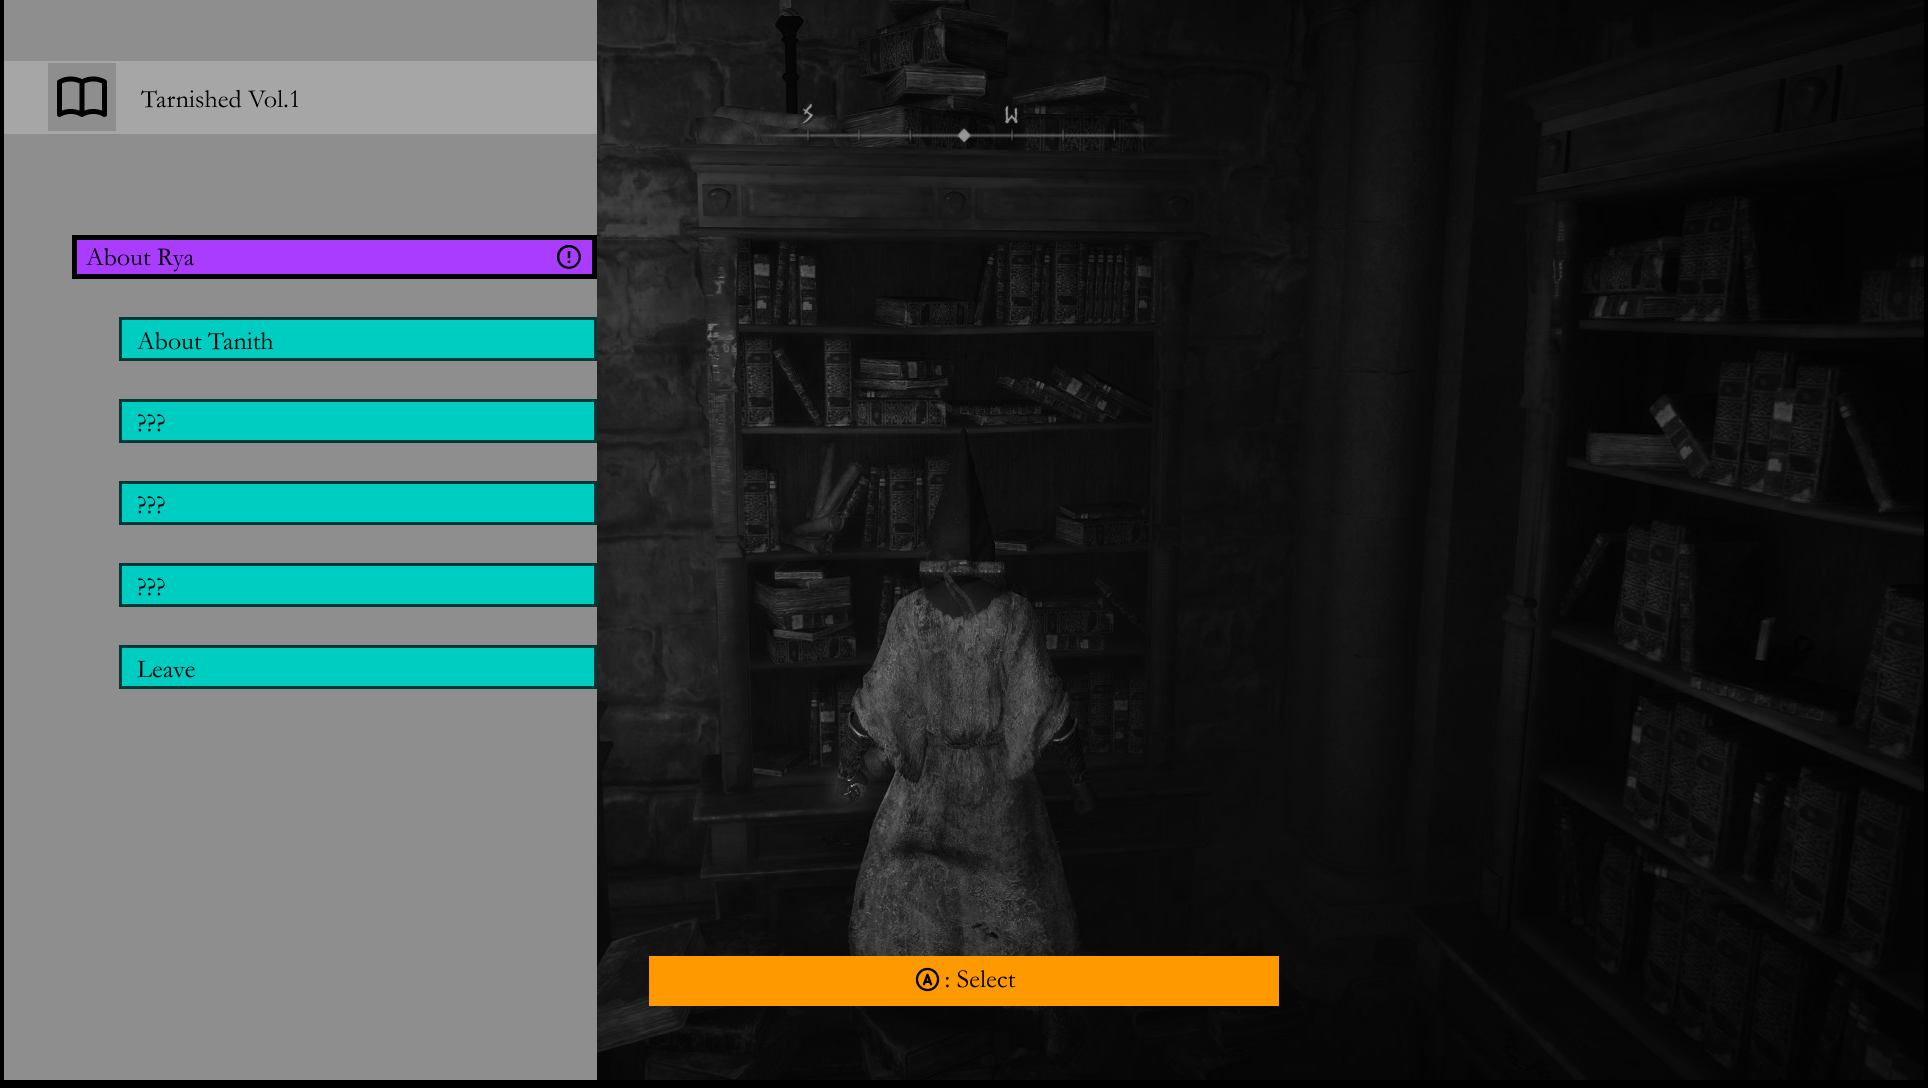 Tarnished Vol.1
S
W
About Rya
About Tanith
???
???
???
Leave
A : Select